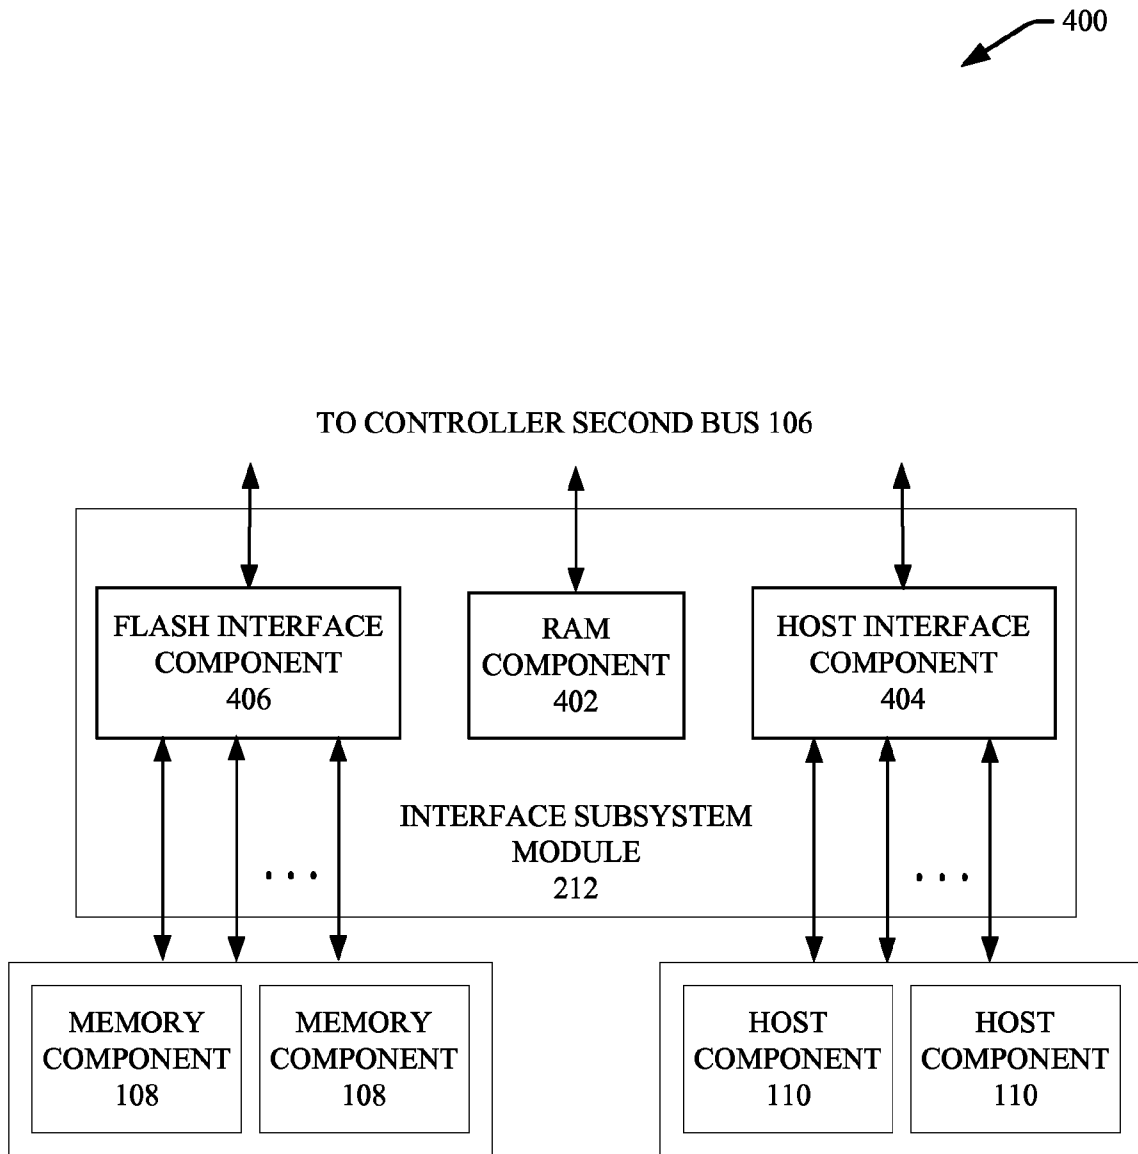 400
TO CONTROLLER SECOND BUS 106
FLASH INTERFACE
COMPONENT
406
RAM
COMPONENT
402
HOST INTERFACE
COMPONENT
404
INTERFACE SUBSYSTEM
MODULE
212
MEMORY
COMPONENT
108
MEMORY
COMPONENT
108
HOST
COMPONENT
110
HOST
COMPONENT
110